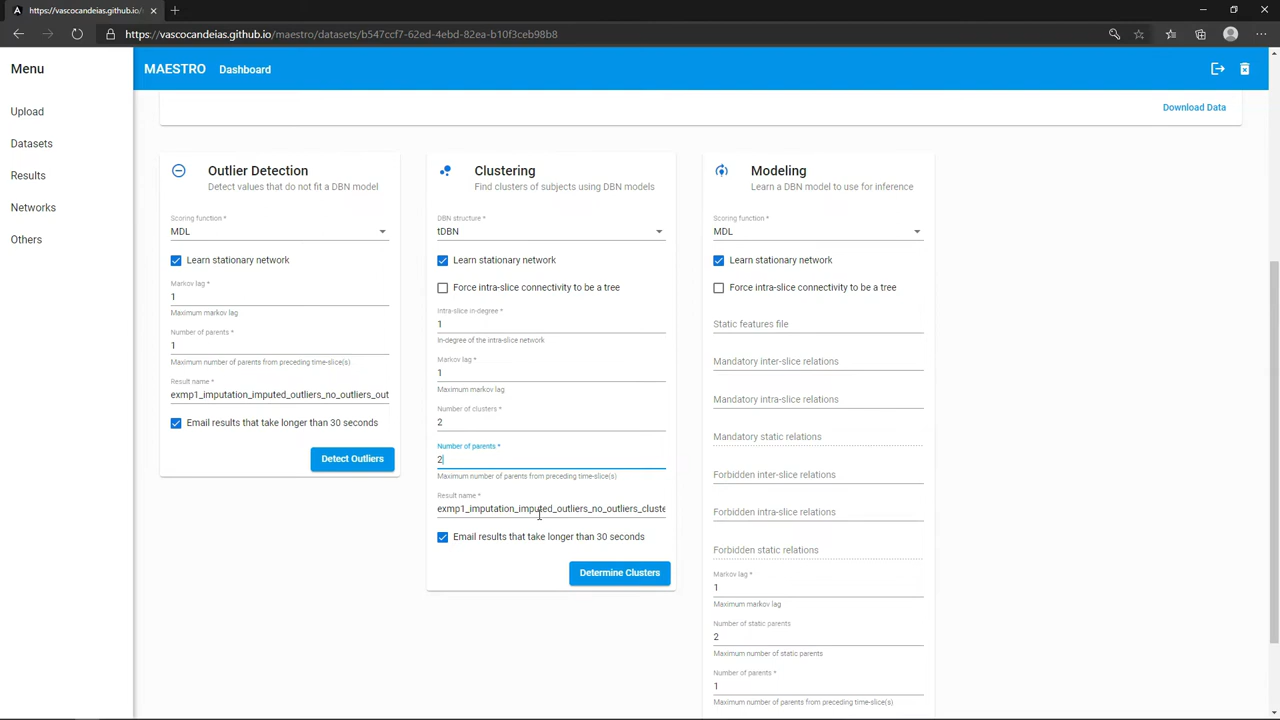 https://vascocandeias.github.io/
https://vascocandeias.github.io/maestro/datasets/b547ccf7-62ed-4ebd-82ea-b10f3ceb98b8
Menu
Upload
Datasets
Results
Networks
Others
MAESTRO Dashboard
Download Data
Outlier Detection
Detect values that do not fit a DBN model
Scoring function *
MDL
Learn stationary network
Markov lag *
1
Maximum markov lag
Number of parents *
1
Maximum number of parents from preceding time-slice(s)
Result name *
exmp1_imputation_imputed_outliers_no_outliers_out
Email results that take longer than 30 seconds
Detect Outliers
Clustering
Find clusters of subjects using DBN models
DBN structure *
tDBN
Learn stationary network
Force intra-slice connectivity to be a tree
Intra-slice in-degree *
1
In-degree of the intra-slice network
Markov lag *
1
Maximum markov lag
Number of clusters *
2
Number of parents *
2
Maximum number of parents from preceding time-slice(s)
Result name *
exmp1_imputation_imputed_outliers_no_outliers_cluste
Email results that take longer than 30 seconds
Determine Clusters
Modeling
Learn a DBN model to use for inference
Scoring function *
MDL
Learn stationary network
Force intra-slice connectivity to be a tree
Static features file
Mandatory inter-slice relations
Mandatory intra-slice relations
Mandatory static relations
Forbidden inter-slice relations
Forbidden intra-slice relations
Forbidden static relations
Markov lag *
1
Maximum markov lag
Number of static parents
2
Maximum number of static parents
Number of parents *
1
Maximum number of parents from preceding time-slice(s)